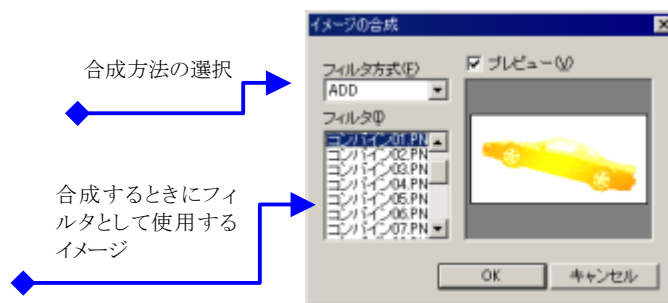 イメージの合成
合成方法の選択
フィルタ方式(F)
ADD
プレビュー(V)
フィルタ(I)
コンバイン01.PN
コンバイン02.PN
コンバイン03.PN
コンバイン04.PN
コンバイン05.PN
コンバイン06.PN
コンバイン07.PN
合成するときにフィ
ルタとして使用する
イメージ
OK
キャンセル